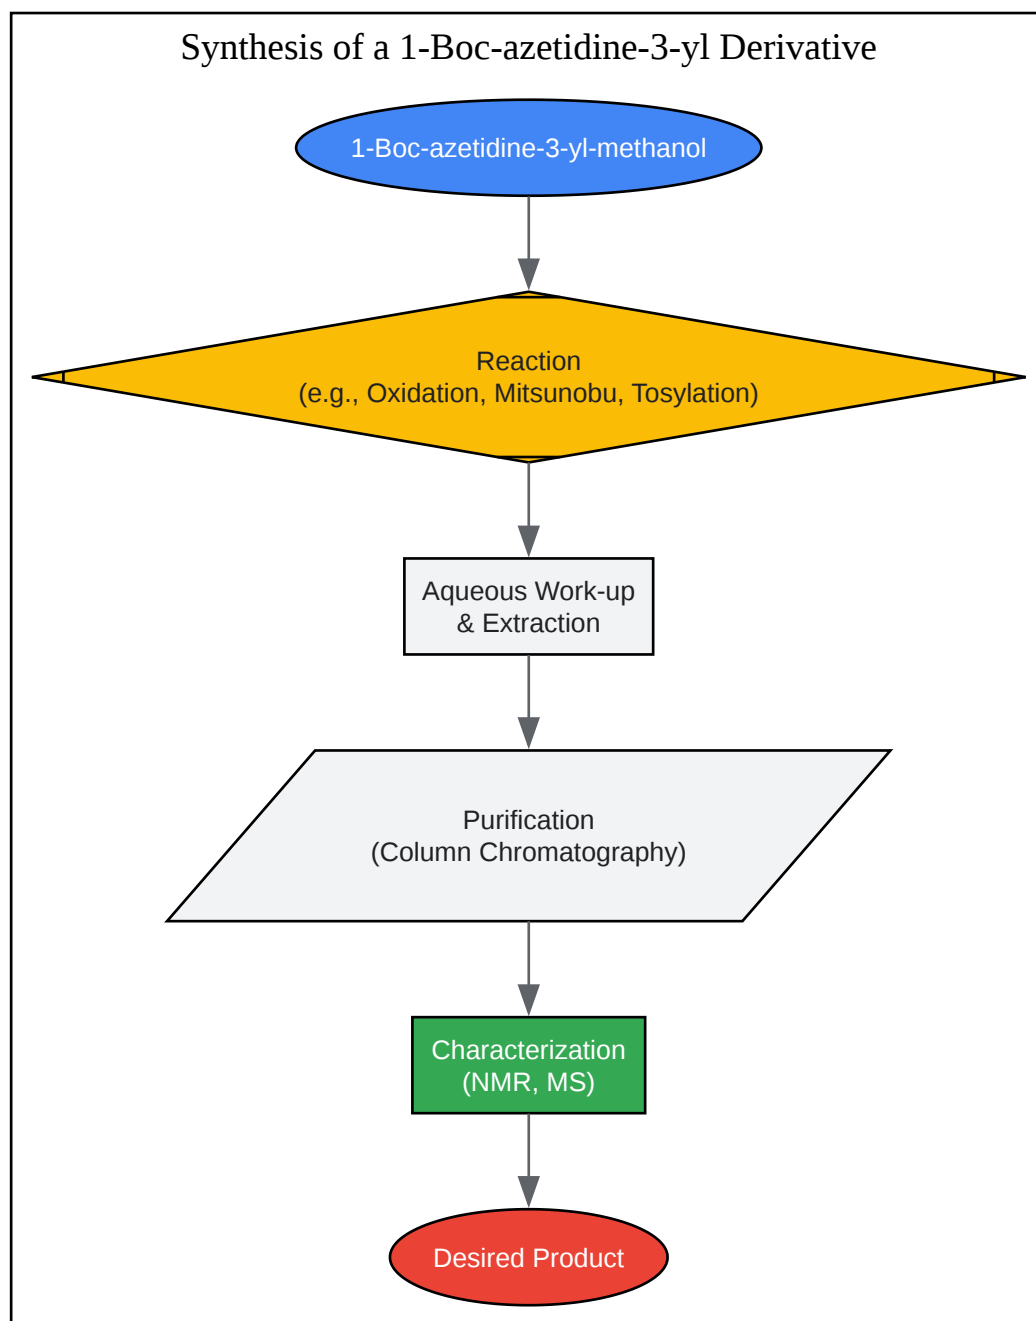 Synthesis of a 1-Boc-azetidine-3-yl Derivative
1-Boc-azetidine-3-yl-methanol
Reaction
(e.g., Oxidation, Mitsunobu, Tosylation)
Aqueous Work-up
& Extraction
Purification
(Column Chromatography)
Characterization
(NMR, MS)
Desired Product